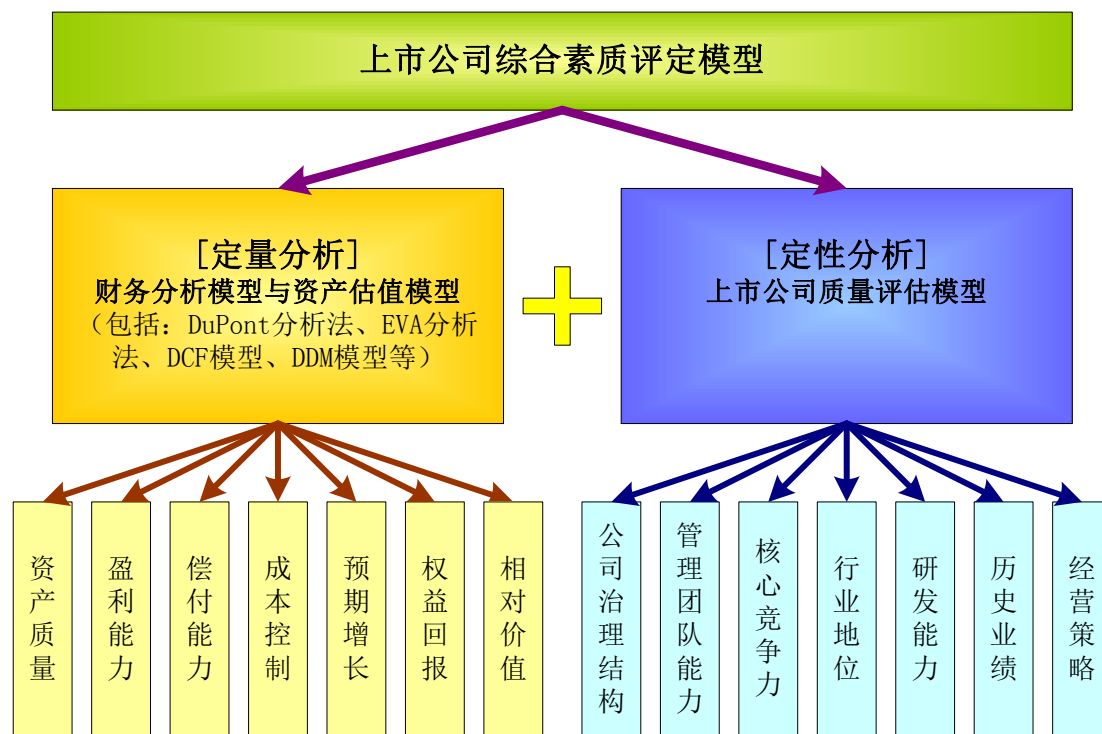 上市公司综合素质评定模型
[定量分析]
财务分析模型与资产估值模型
（包括：DuPont分析法、EVA分析
法、DCF模型、DDM模型等）
[定性分析]
上市公司质量评估模型
资产质量
盈利能力
偿付能力
成本控制
预期增长
权益回报
相对价值
公司治理结构
管理团队能力
核心竞争力
行业地位
研发能力
历史业绩
经营策略